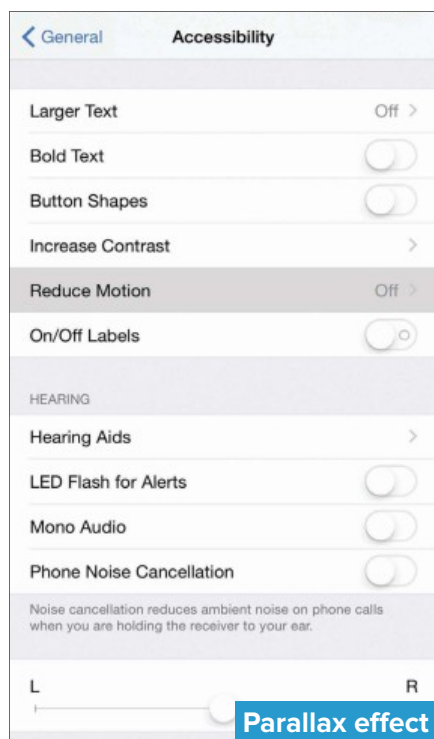 General Accessibility
Larger Text Off
Bold Text
Button Shapes
Increase Contrast
Reduce Motion Off
On/Off Labels
HEARING
Hearing Aids
LED Flash for Alerts
Mono Audio
Phone Noise Cancellation
Noise cancellation reduces ambient noise on phone calls
when you are holding the receiver to your ear.
L R
Parallax effect